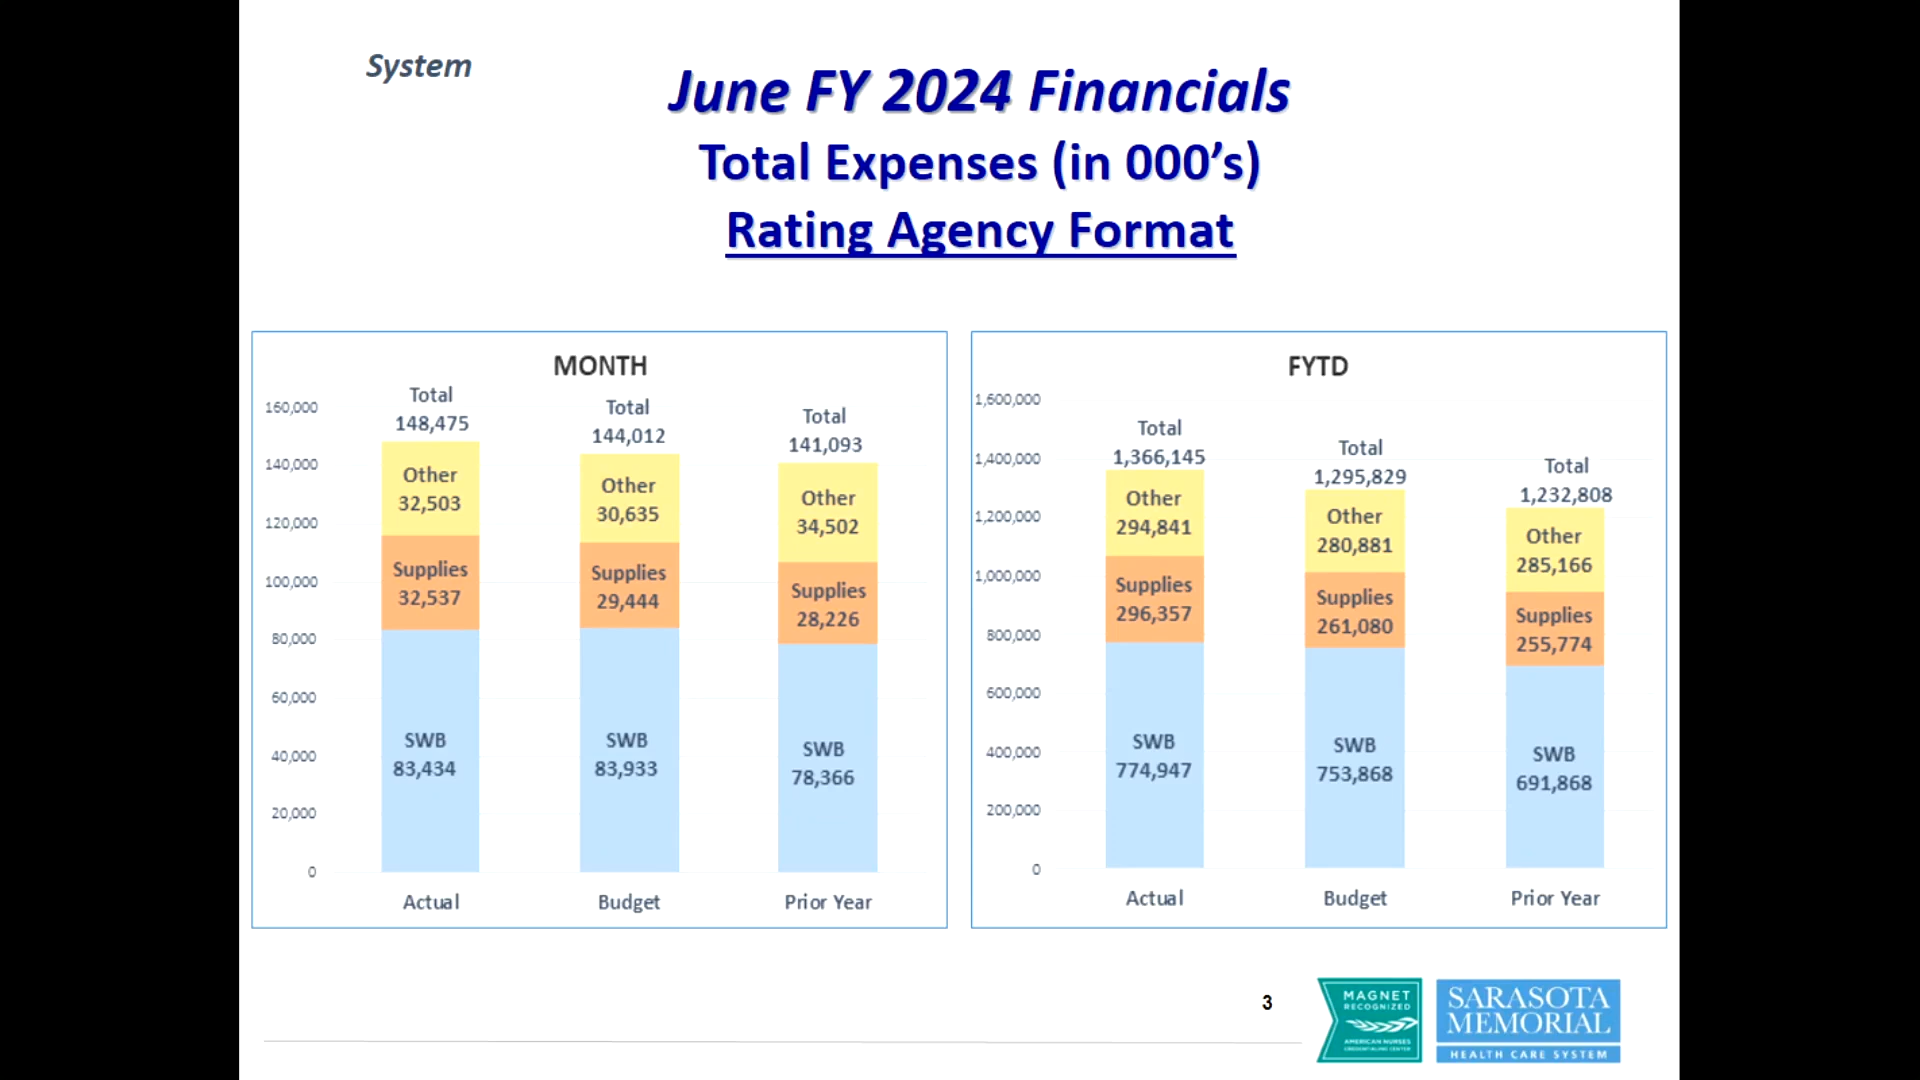 System
June FY 2024 Financials
Total Expenses (in 000’s)
Rating Agency Format
MONTH
160,000
140,000
120,000
100,000
80,000
60,000
40,000
20,000
0
Total
148,475
Other
32,503
Supplies
32,537
SWB
83,434
Actual
Total
144,012
Other
30,635
Supplies
29,444
SWB
83,933
Budget
Total
141,093
Other
34,502
Supplies
28,226
SWB
78,366
Prior Year
FYTD
1,600,000
1,400,000
1,200,000
1,000,000
800,000
600,000
400,000
200,000
0
Total
1,366,145
Other
294,841
Supplies
296,357
SWB
774,947
Actual
Total
1,295,829
Other
280,881
Supplies
261,080
SWB
753,868
Budget
Total
1,232,808
Other
285,166
Supplies
255,774
SWB
691,868
Prior Year
3
MAGNET
RECOGNIZED
AMERICAN NURSES
CREDENTIALING CENTER
SARASOTA
MEMORIAL
HEALTH CARE SYSTEM